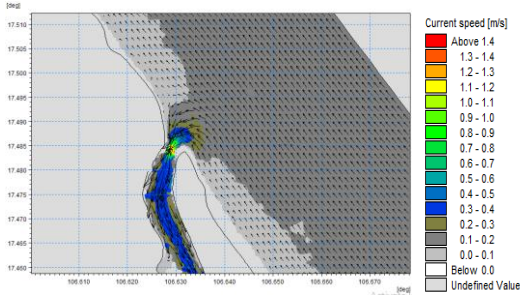 [deg]
17.510
17.505
17.500
17.495
17.490
17.485
17.480
17.475
17.470
17.465
17.460
106.610 106.620 106.630 106.640 106.650 106.660 106.670
[deg]
Current speed [m/s]
Above 1.4
1.3 - 1.4
1.2 - 1.3
1.1 - 1.2
1.0 - 1.1
0.9 - 1.0
0.8 - 0.9
0.7 - 0.8
0.6 - 0.7
0.5 - 0.6
0.4 - 0.5
0.3 - 0.4
0.2 - 0.3
0.1 - 0.2
0.0 - 0.1
Below 0.0
Undefined Value